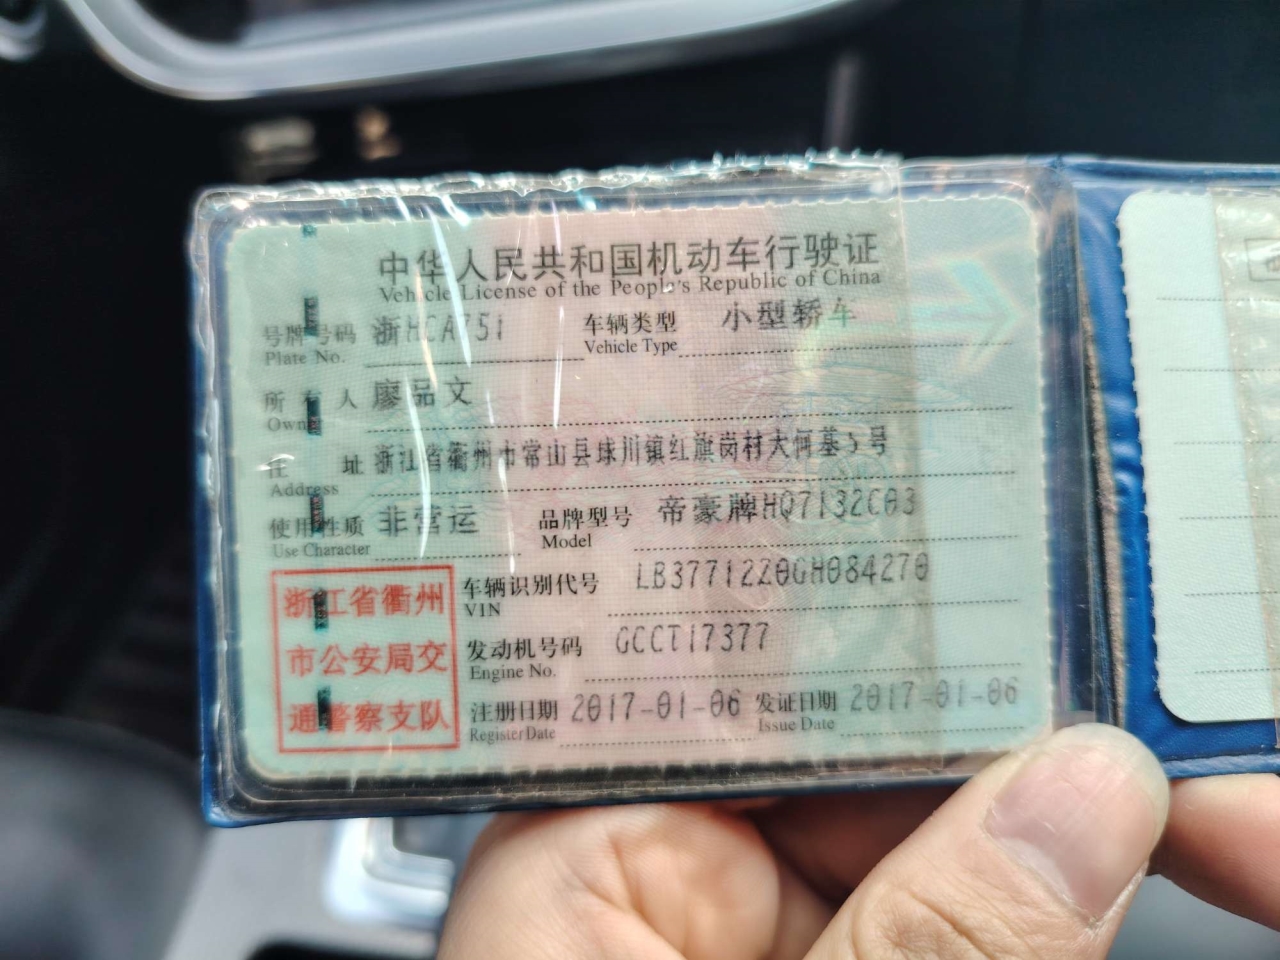 中华人民共和国机动车行驶证
Vehicle License of the People's Republic of China
号牌号码 浙HCA751 车辆类型 小型轿车
Plate No. Vehicle Type
所有人 廖品文
Owner
住址 浙江省衢州市常山县球川镇红旗岗村大何基5号
Address
使用性质 非营运 品牌型号 帝豪牌HQ7132C03
Use Character Model
浙江省衢州
市公安局交
通警察支队
车辆识别代号 LB37712Z0GH084270
VIN
发动机号码 GCCT17377
Engine No.
注册日期 2017-01-06 发证日期 2017-01-06
Register Date Issue Date